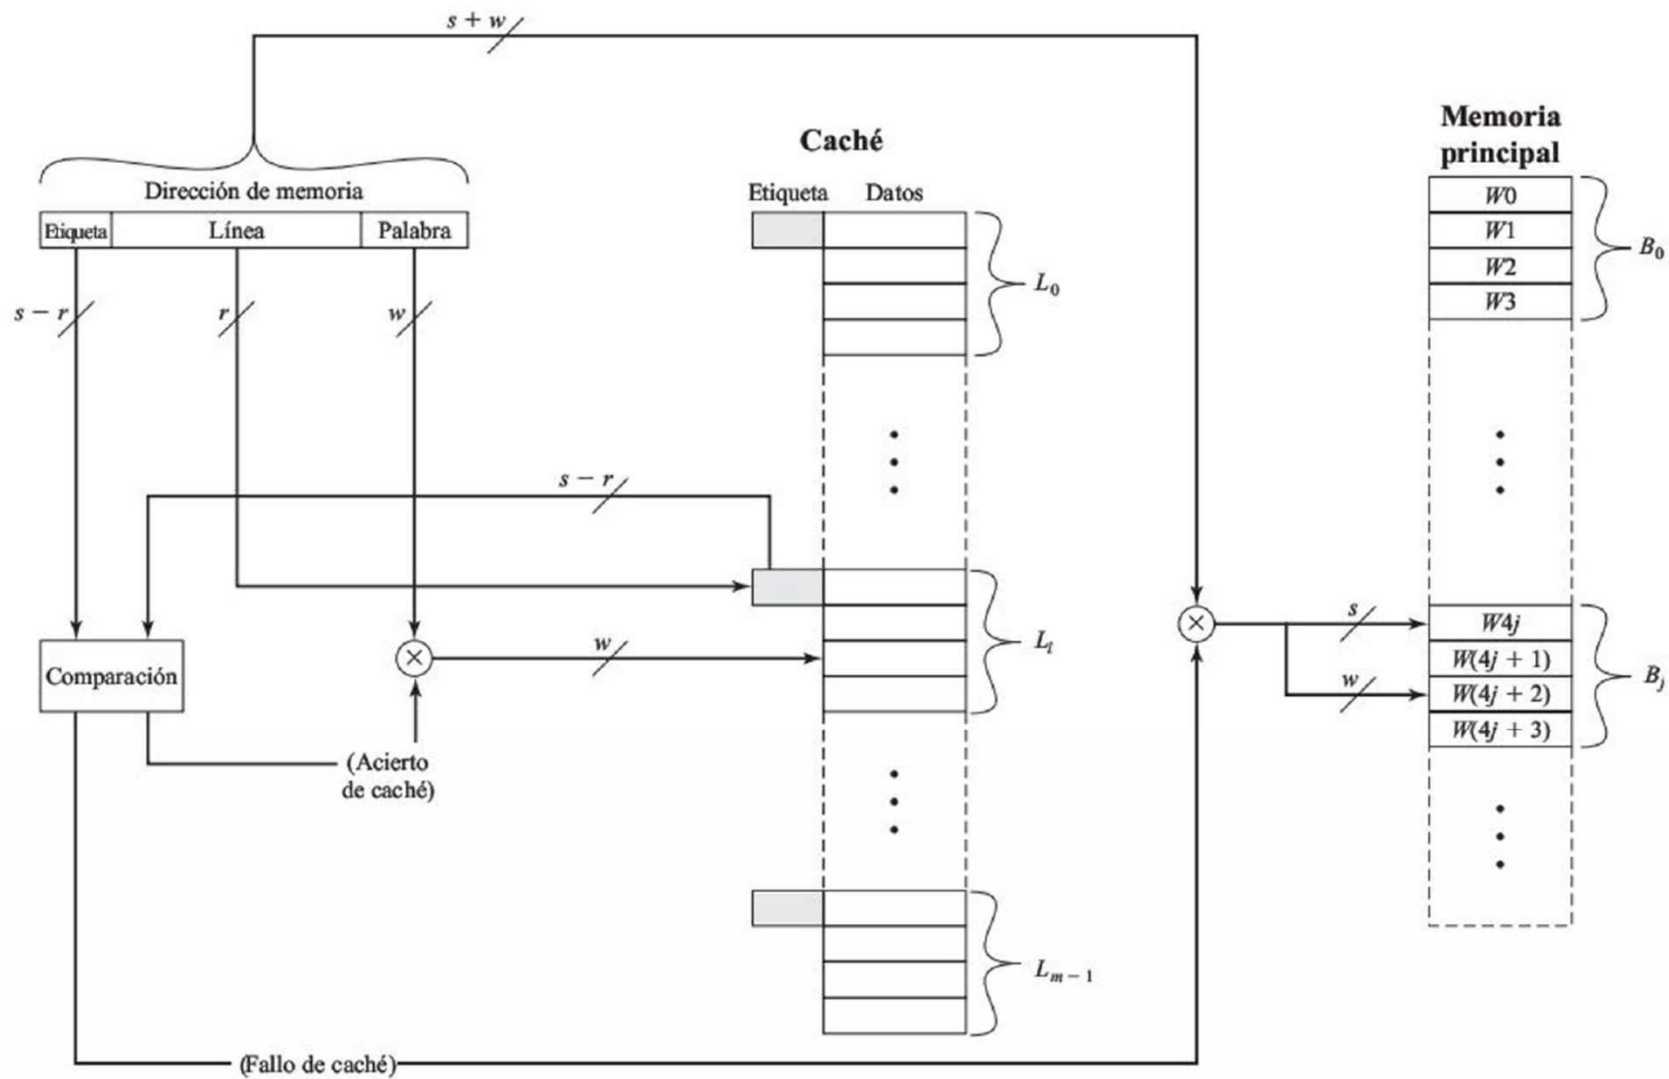 s + w
Memoria
principal
Caché
Dirección de memoria
Etiqueta Datos
Etiqueta Línea Palabra
W0
W1
W2
W3
B0
L0
s − r
r
w
s − r
s
W4j
W(4j + 1)
W(4j + 2)
W(4j + 3)
Bj
w
w
Li
Comparación
(Acierto
de caché)
Lm − 1
(Fallo de caché)